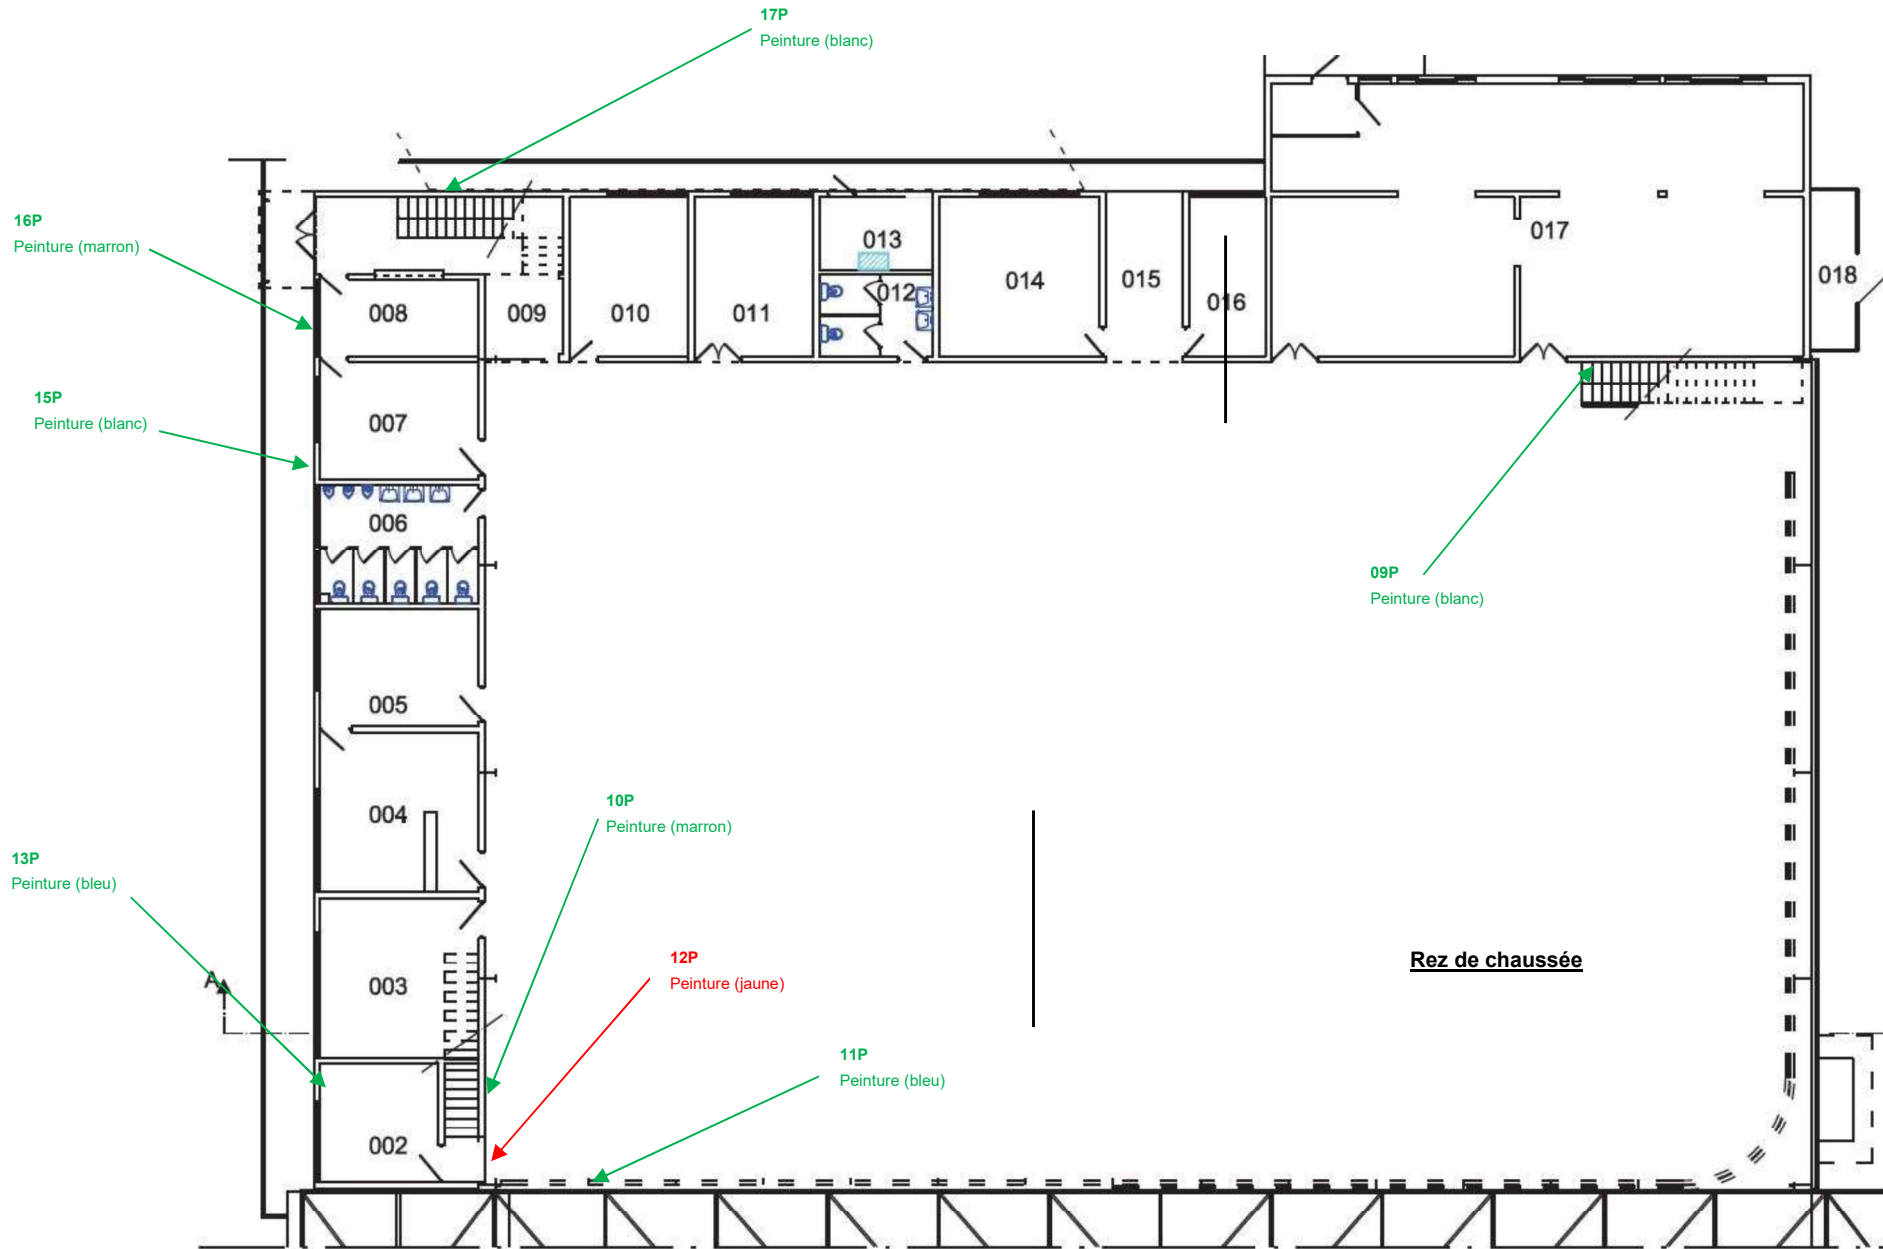 17P
Peinture (blanc)
16P
Peinture (marron)
013
017
014
015
018
012
016
008
009
010
011
15P
Peinture (blanc)
007
006
09P
Peinture (blanc)
005
10P
Peinture (marron)
004
13P
Peinture (bleu)
12P
Peinture (jaune)
Rez de chaussée
A
003
11P
Peinture (bleu)
002